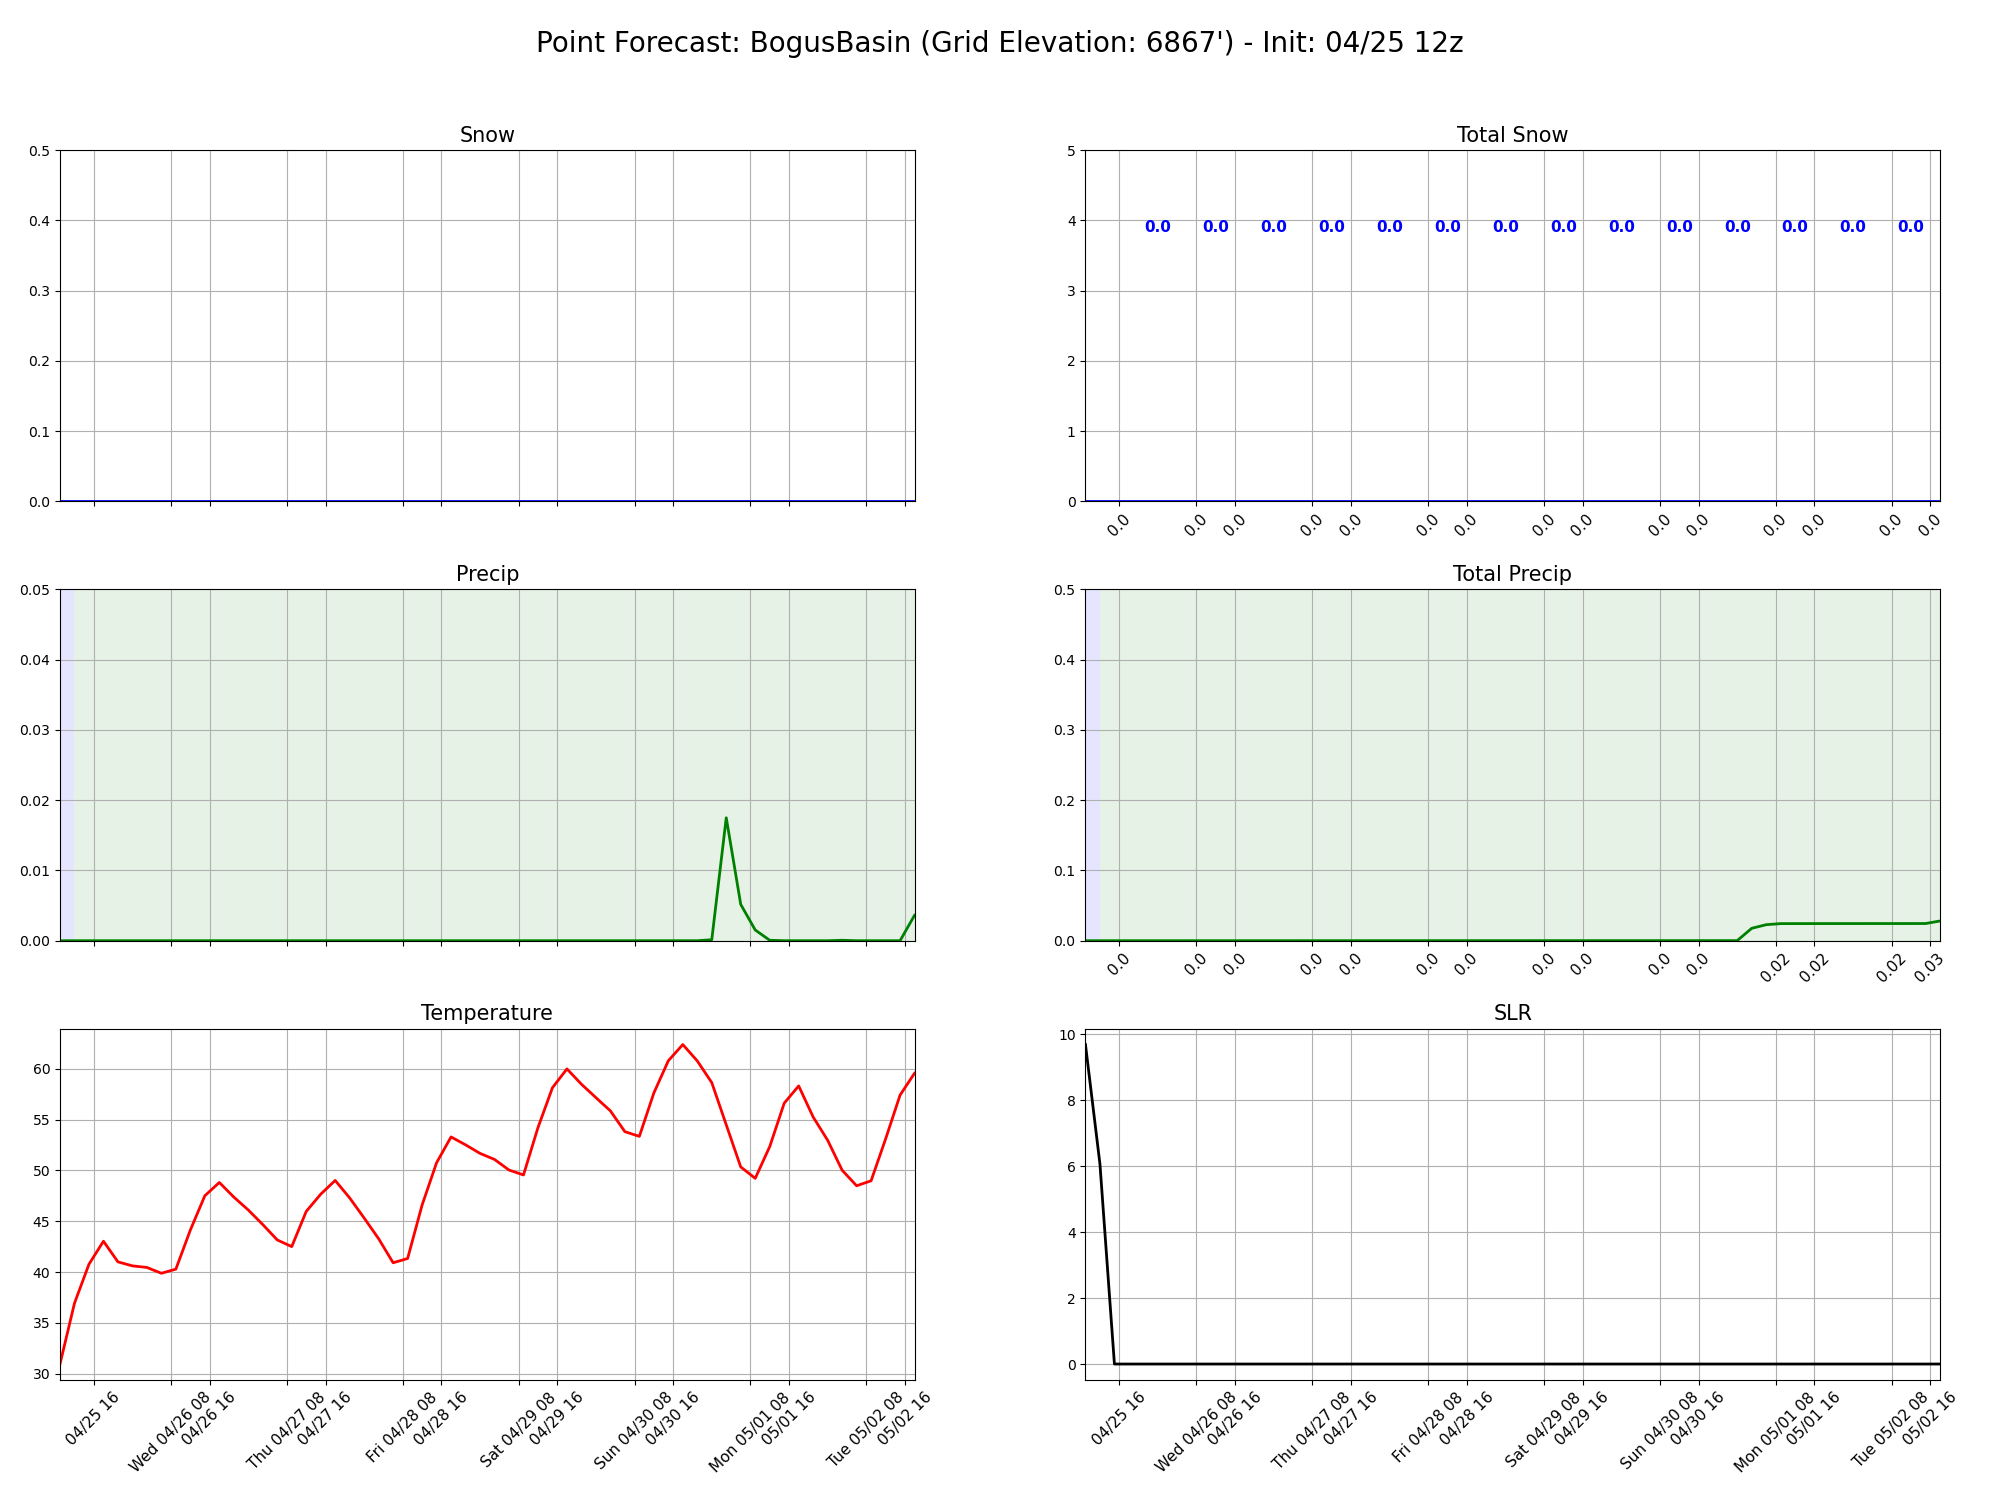 Point Forecast: BogusBasin (Grid Elevation: 6867') - Init: 04/25 12z
Snow
0.5
0.4
0.3
0.2
0.1
0.0
Total Snow
5
4
3
2
1
0
0.0 0.0 0.0 0.0 0.0 0.0 0.0 0.0 0.0 0.0 0.0 0.0 0.0 0.0
0.0 0.0 0.0 0.0 0.0 0.0 0.0 0.0 0.0 0.0 0.0 0.0 0.0 0.0 0.0
Precip
0.05
0.04
0.03
0.02
0.01
0.00
Total Precip
0.5
0.4
0.3
0.2
0.1
0.0
0.0 0.0 0.0 0.0 0.0 0.0 0.0 0.0 0.0 0.0 0.0 0.02 0.02 0.02 0.03
Temperature
60
55
50
45
40
35
30
04/25 16
Wed 04/26 08
04/26 16
Thu 04/27 08
04/27 16
Fri 04/28 08
04/28 16
Sat 04/29 08
04/29 16
Sun 04/30 08
04/30 16
Mon 05/01 08
05/01 16
Tue 05/02 08
05/02 16
SLR
10
8
6
4
2
0
04/25 16
Wed 04/26 08
04/26 16
Thu 04/27 08
04/27 16
Fri 04/28 08
04/28 16
Sat 04/29 08
04/29 16
Sun 04/30 08
04/30 16
Mon 05/01 08
05/01 16
Tue 05/02 08
05/02 16